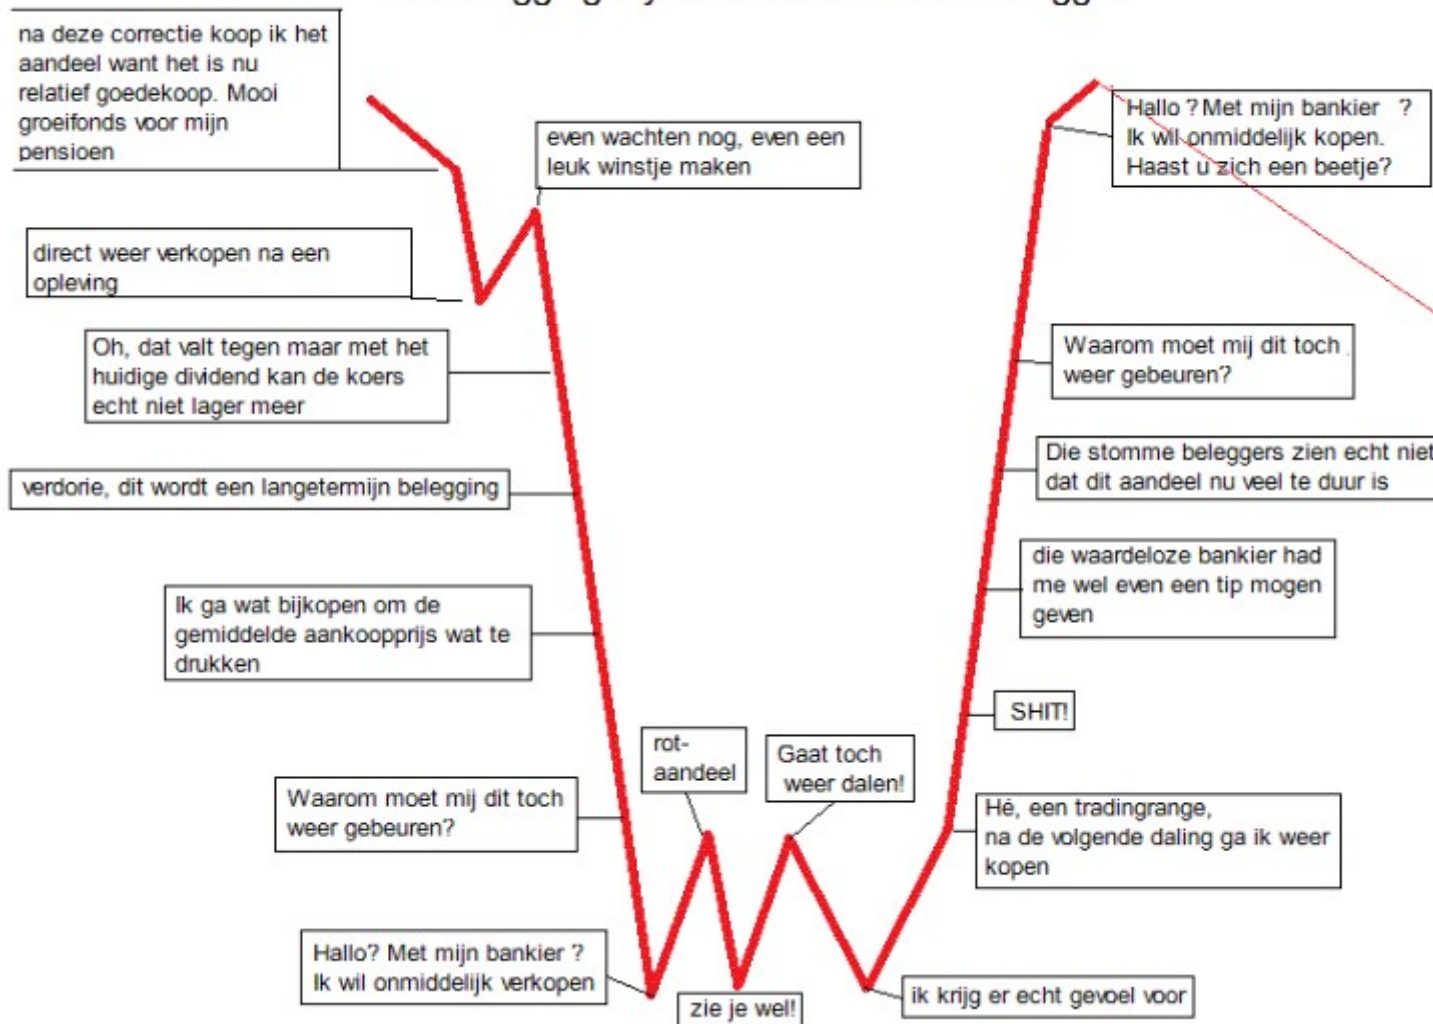 na deze correctie koop ik het
aandeel want het is nu
relatief goedekoop. Mooi
groeifonds voor mijn
pensioen
even wachten nog, even een
leuk winstje maken
direct weer verkopen na een
opleving
Oh, dat valt tegen maar met het
huidige dividend kan de koers
echt niet lager meer
verdorie, dit wordt een langetermijn belegging
Ik ga wat bijkopen om de
gemiddelde aankoopprijs wat te
drukken
Waarom moet mij dit toch
weer gebeuren?
Hallo? Met mijn bankier ?
Ik wil onmiddelijk verkopen
rot-
aandeel
zie je wel!
Gaat toch
weer dalen!
ik krijg er echt gevoel voor
Hé, een tradingrange,
na de volgende daling ga ik weer
kopen
SHIT!
die waardeloze bankier had
me wel even een tip mogen
geven
Die stomme beleggers zien echt niet
dat dit aandeel nu veel te duur is
Waarom moet mij dit toch
weer gebeuren?
Hallo ? Met mijn bankier ?
Ik wil onmiddelijk kopen.
Haast u zich een beetje?